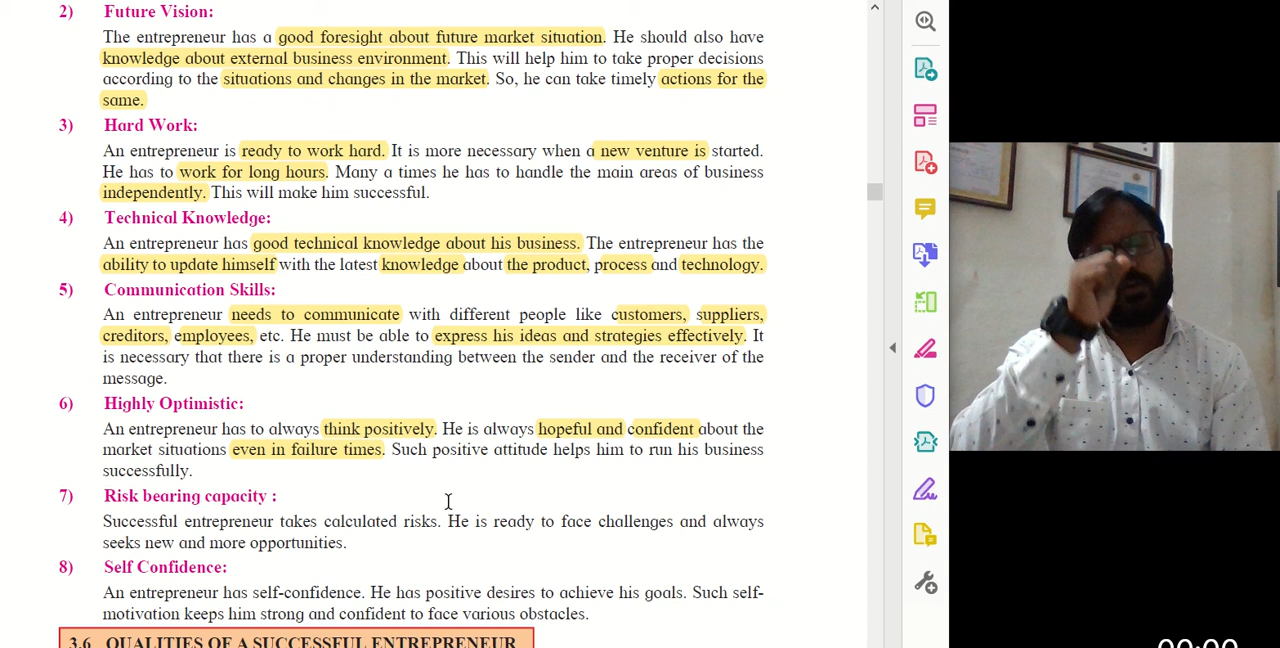 2) Future Vision:
The entrepreneur has a good foresight about future market situation. He should also have
knowledge about external business environment. This will help him to take proper decisions
according to the situations and changes in the market. So, he can take timely actions for the
same.
3) Hard Work:
An entrepreneur is ready to work hard. It is more necessary when a new venture is started.
He has to work for long hours. Many a times he has to handle the main areas of business
independently. This will make him successful.
4) Technical Knowledge:
An entrepreneur has good technical knowledge about his business. The entrepreneur has the
ability to update himself with the latest knowledge about the product, process and technology.
5) Communication Skills:
An entrepreneur needs to communicate with different people like customers, suppliers,
creditors, employees, etc. He must be able to express his ideas and strategies effectively. It
is necessary that there is a proper understanding between the sender and the receiver of the
message.
6) Highly Optimistic:
An entrepreneur has to always think positively. He is always hopeful and confident about the
market situations even in failure times. Such positive attitude helps him to run his business
successfully.
7) Risk bearing capacity :
Successful entrepreneur takes calculated risks. He is ready to face challenges and always
seeks new and more opportunities.
8) Self Confidence:
An entrepreneur has self-confidence. He has positive desires to achieve his goals. Such self-
motivation keeps him strong and confident to face various obstacles.
3.6 QUALITIES OF A SUCCESSFUL ENTREPRENEUR
00:00